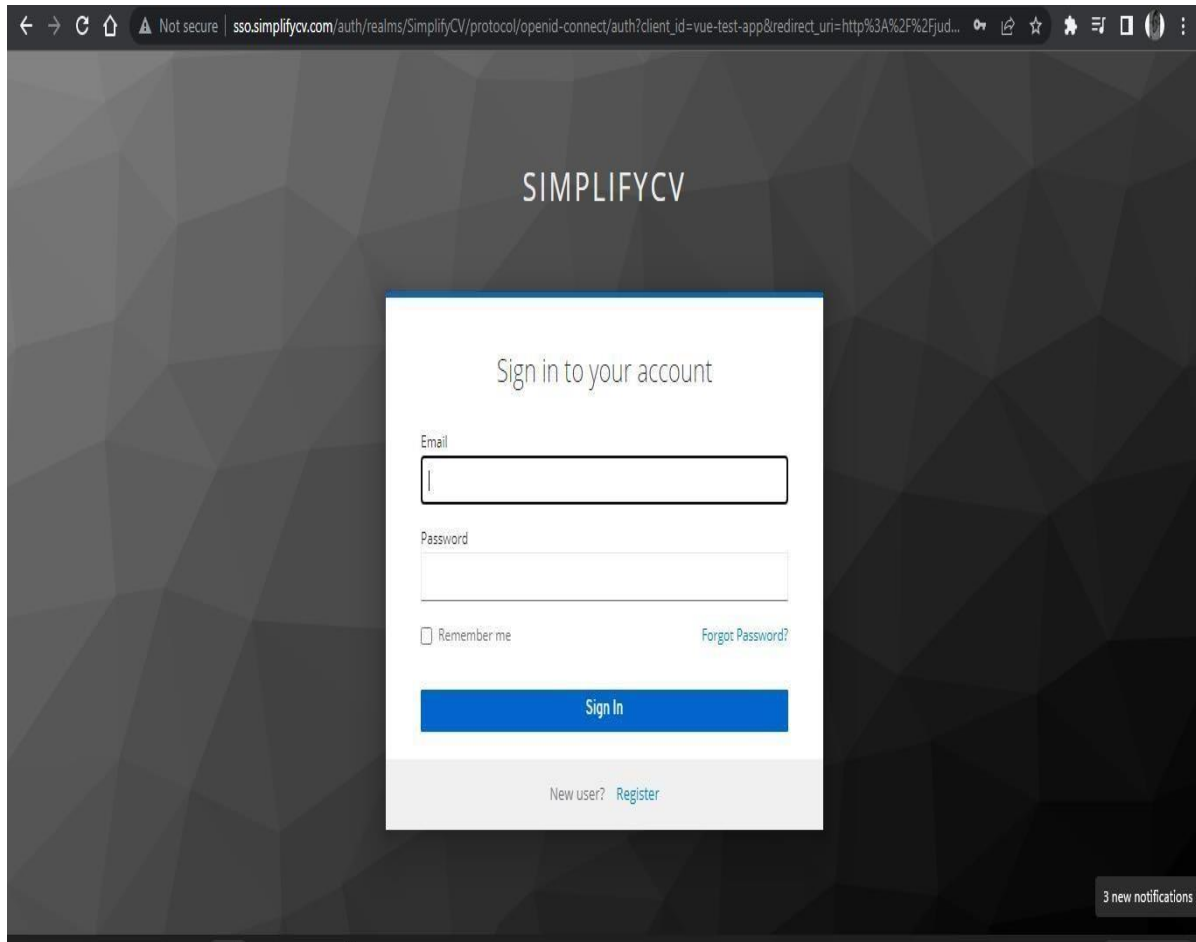 Not secure | sso.simplifycv.com/auth/realms/SimplifyCV/protocol/openid-connect/auth?client_id=vue-test-app&redirect_uri=http%3A%2F%2Fjud...
SIMPLIFYCV
Sign in to your account
Email
Password
Remember me Forgot Password?
Sign In
New user? Register
3 new notifications